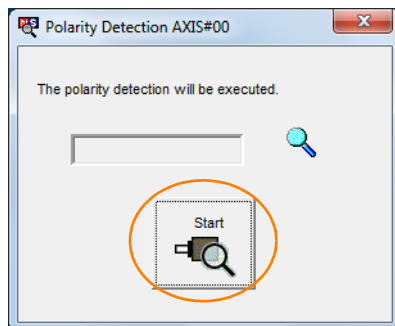 Polarity Detection AXIS#00
The polarity detection will be executed.
Start